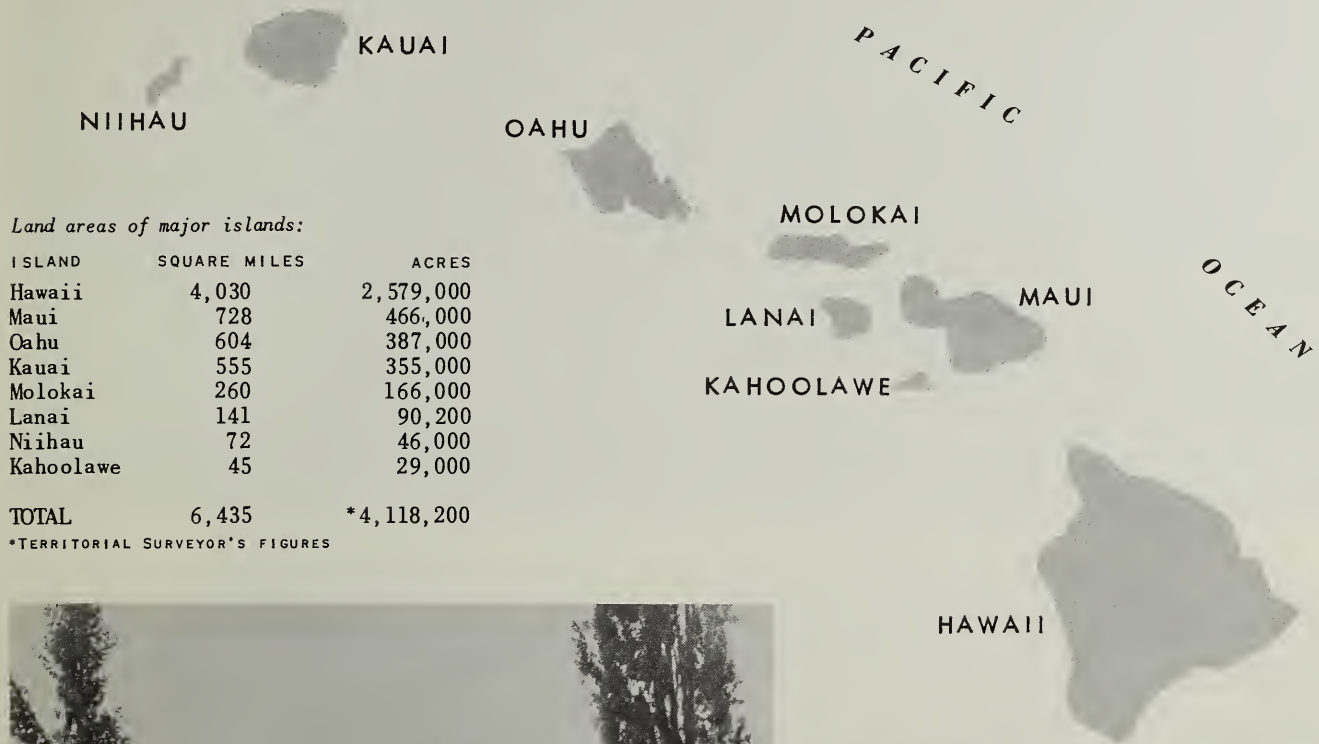 KAUAI
NIIHAU
PACIFIC
OAHU
MOLOKAI
MAUI
LANAI
KAHOOLAWE
OCEAN
HAWAII
Land areas of major islands:
ISLAND SQUARE MILES ACRES
Hawaii 4,030 2,579,000
Maui 728 466,000
Oahu 604 387,000
Kauai 555 355,000
Molokai 260 166,000
Lanai 141 90,200
Niihau 72 46,000
Kahoolawe 45 29,000
TOTAL 6,435 *4,118,200
*TERRITORIAL SURVEYOR'S FIGURES